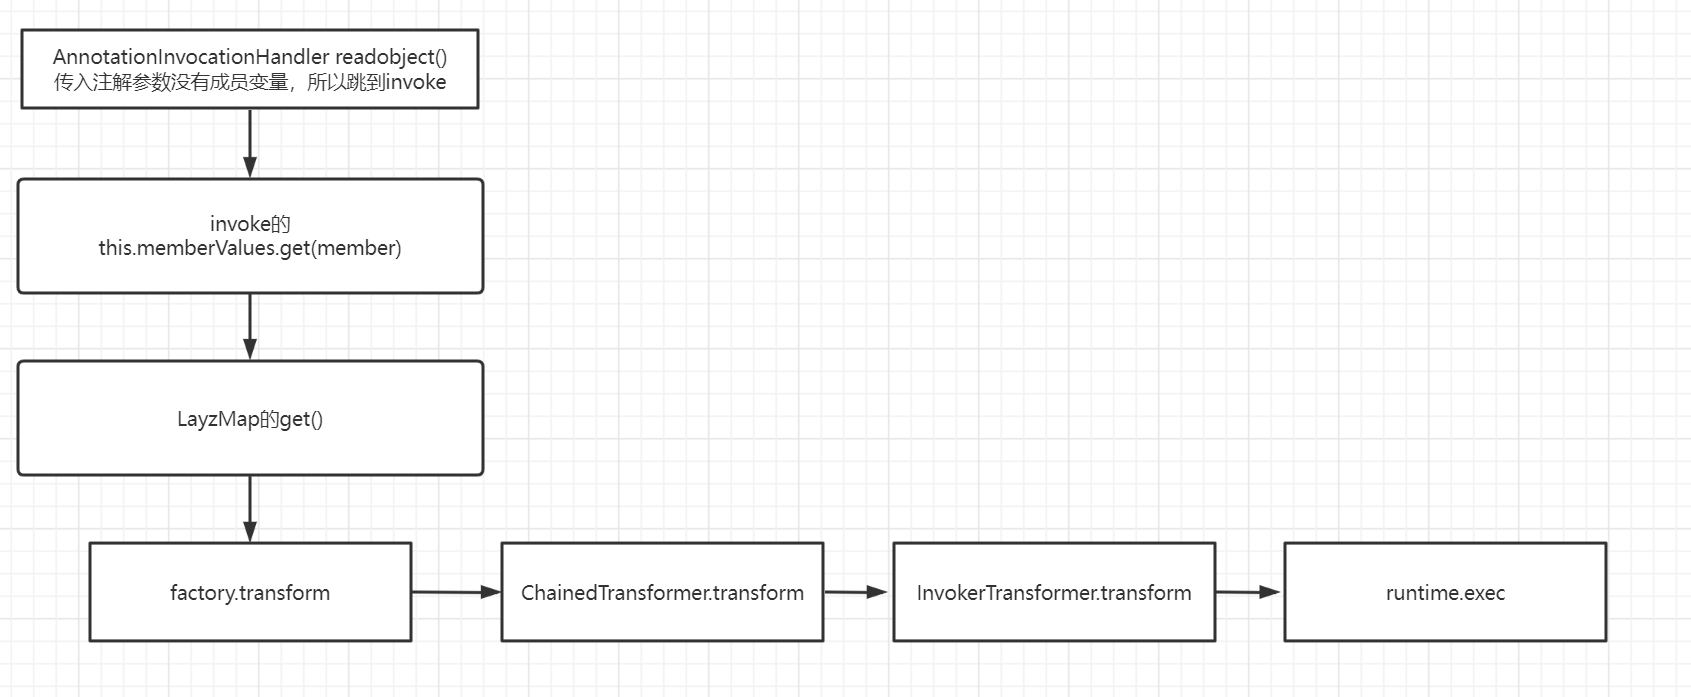 AnnotationInvocationHandler readobject()
传入注解参数没有成员变量，所以跳到invoke
invoke的
this.memberValues.get(member)
LayzMap的get()
factory.transform
ChainedTransformer.transform
InvokerTransformer.transform
runtime.exec